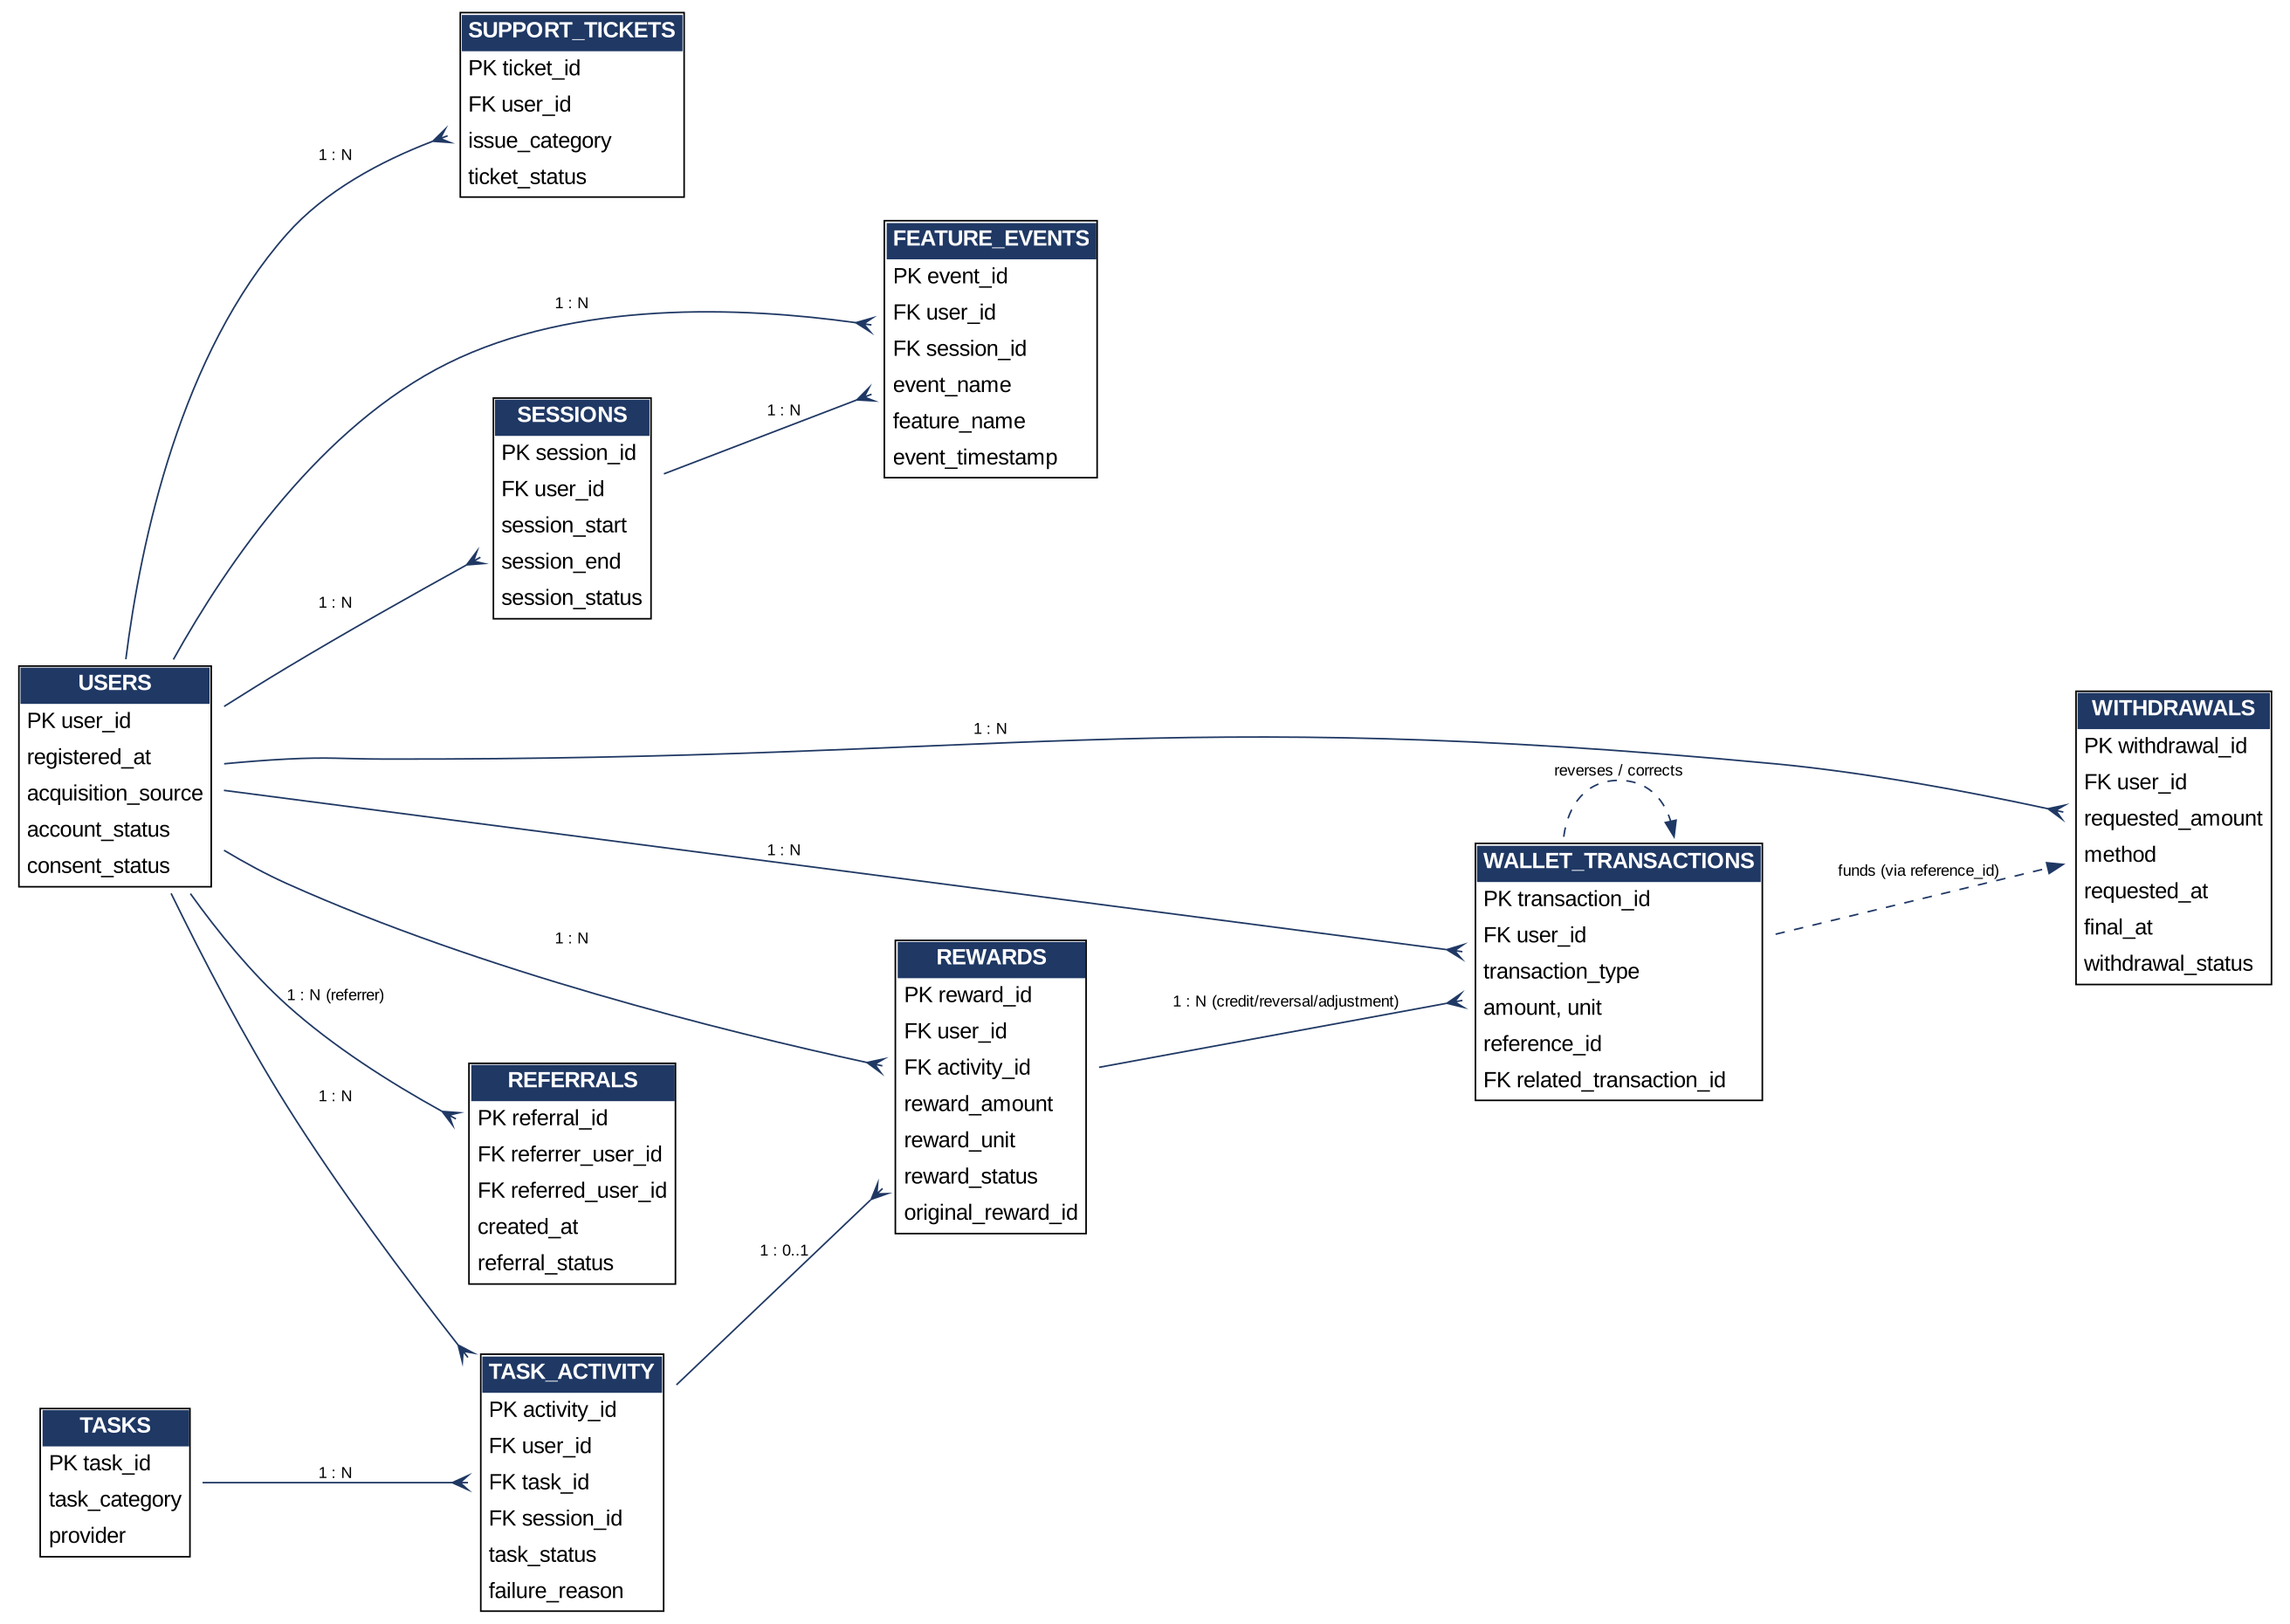 SUPPORT_TICKETS
PK ticket_id
FK user_id
issue_category
ticket_status
1 : N
FEATURE_EVENTS
PK event_id
FK user_id
FK session_id
event_name
feature_name
event_timestamp
1 : N
1 : N
SESSIONS
PK session_id
FK user_id
session_start
session_end
session_status
1 : N
USERS
PK user_id
registered_at
acquisition_source
account_status
consent_status
1 : N
WITHDRAWALS
PK withdrawal_id
FK user_id
requested_amount
method
requested_at
final_at
withdrawal_status
reverses / corrects
1 : N
WALLET_TRANSACTIONS
PK transaction_id
FK user_id
transaction_type
amount, unit
reference_id
FK related_transaction_id
funds (via reference_id)
1 : N
REWARDS
PK reward_id
FK user_id
FK activity_id
reward_amount
reward_unit
reward_status
original_reward_id
1 : N (credit/reversal/adjustment)
1 : N (referrer)
REFERRALS
PK referral_id
FK referrer_user_id
FK referred_user_id
created_at
referral_status
1 : N
1 : 0..1
TASK_ACTIVITY
PK activity_id
FK user_id
FK task_id
FK session_id
task_status
failure_reason
TASKS
PK task_id
task_category
provider
1 : N